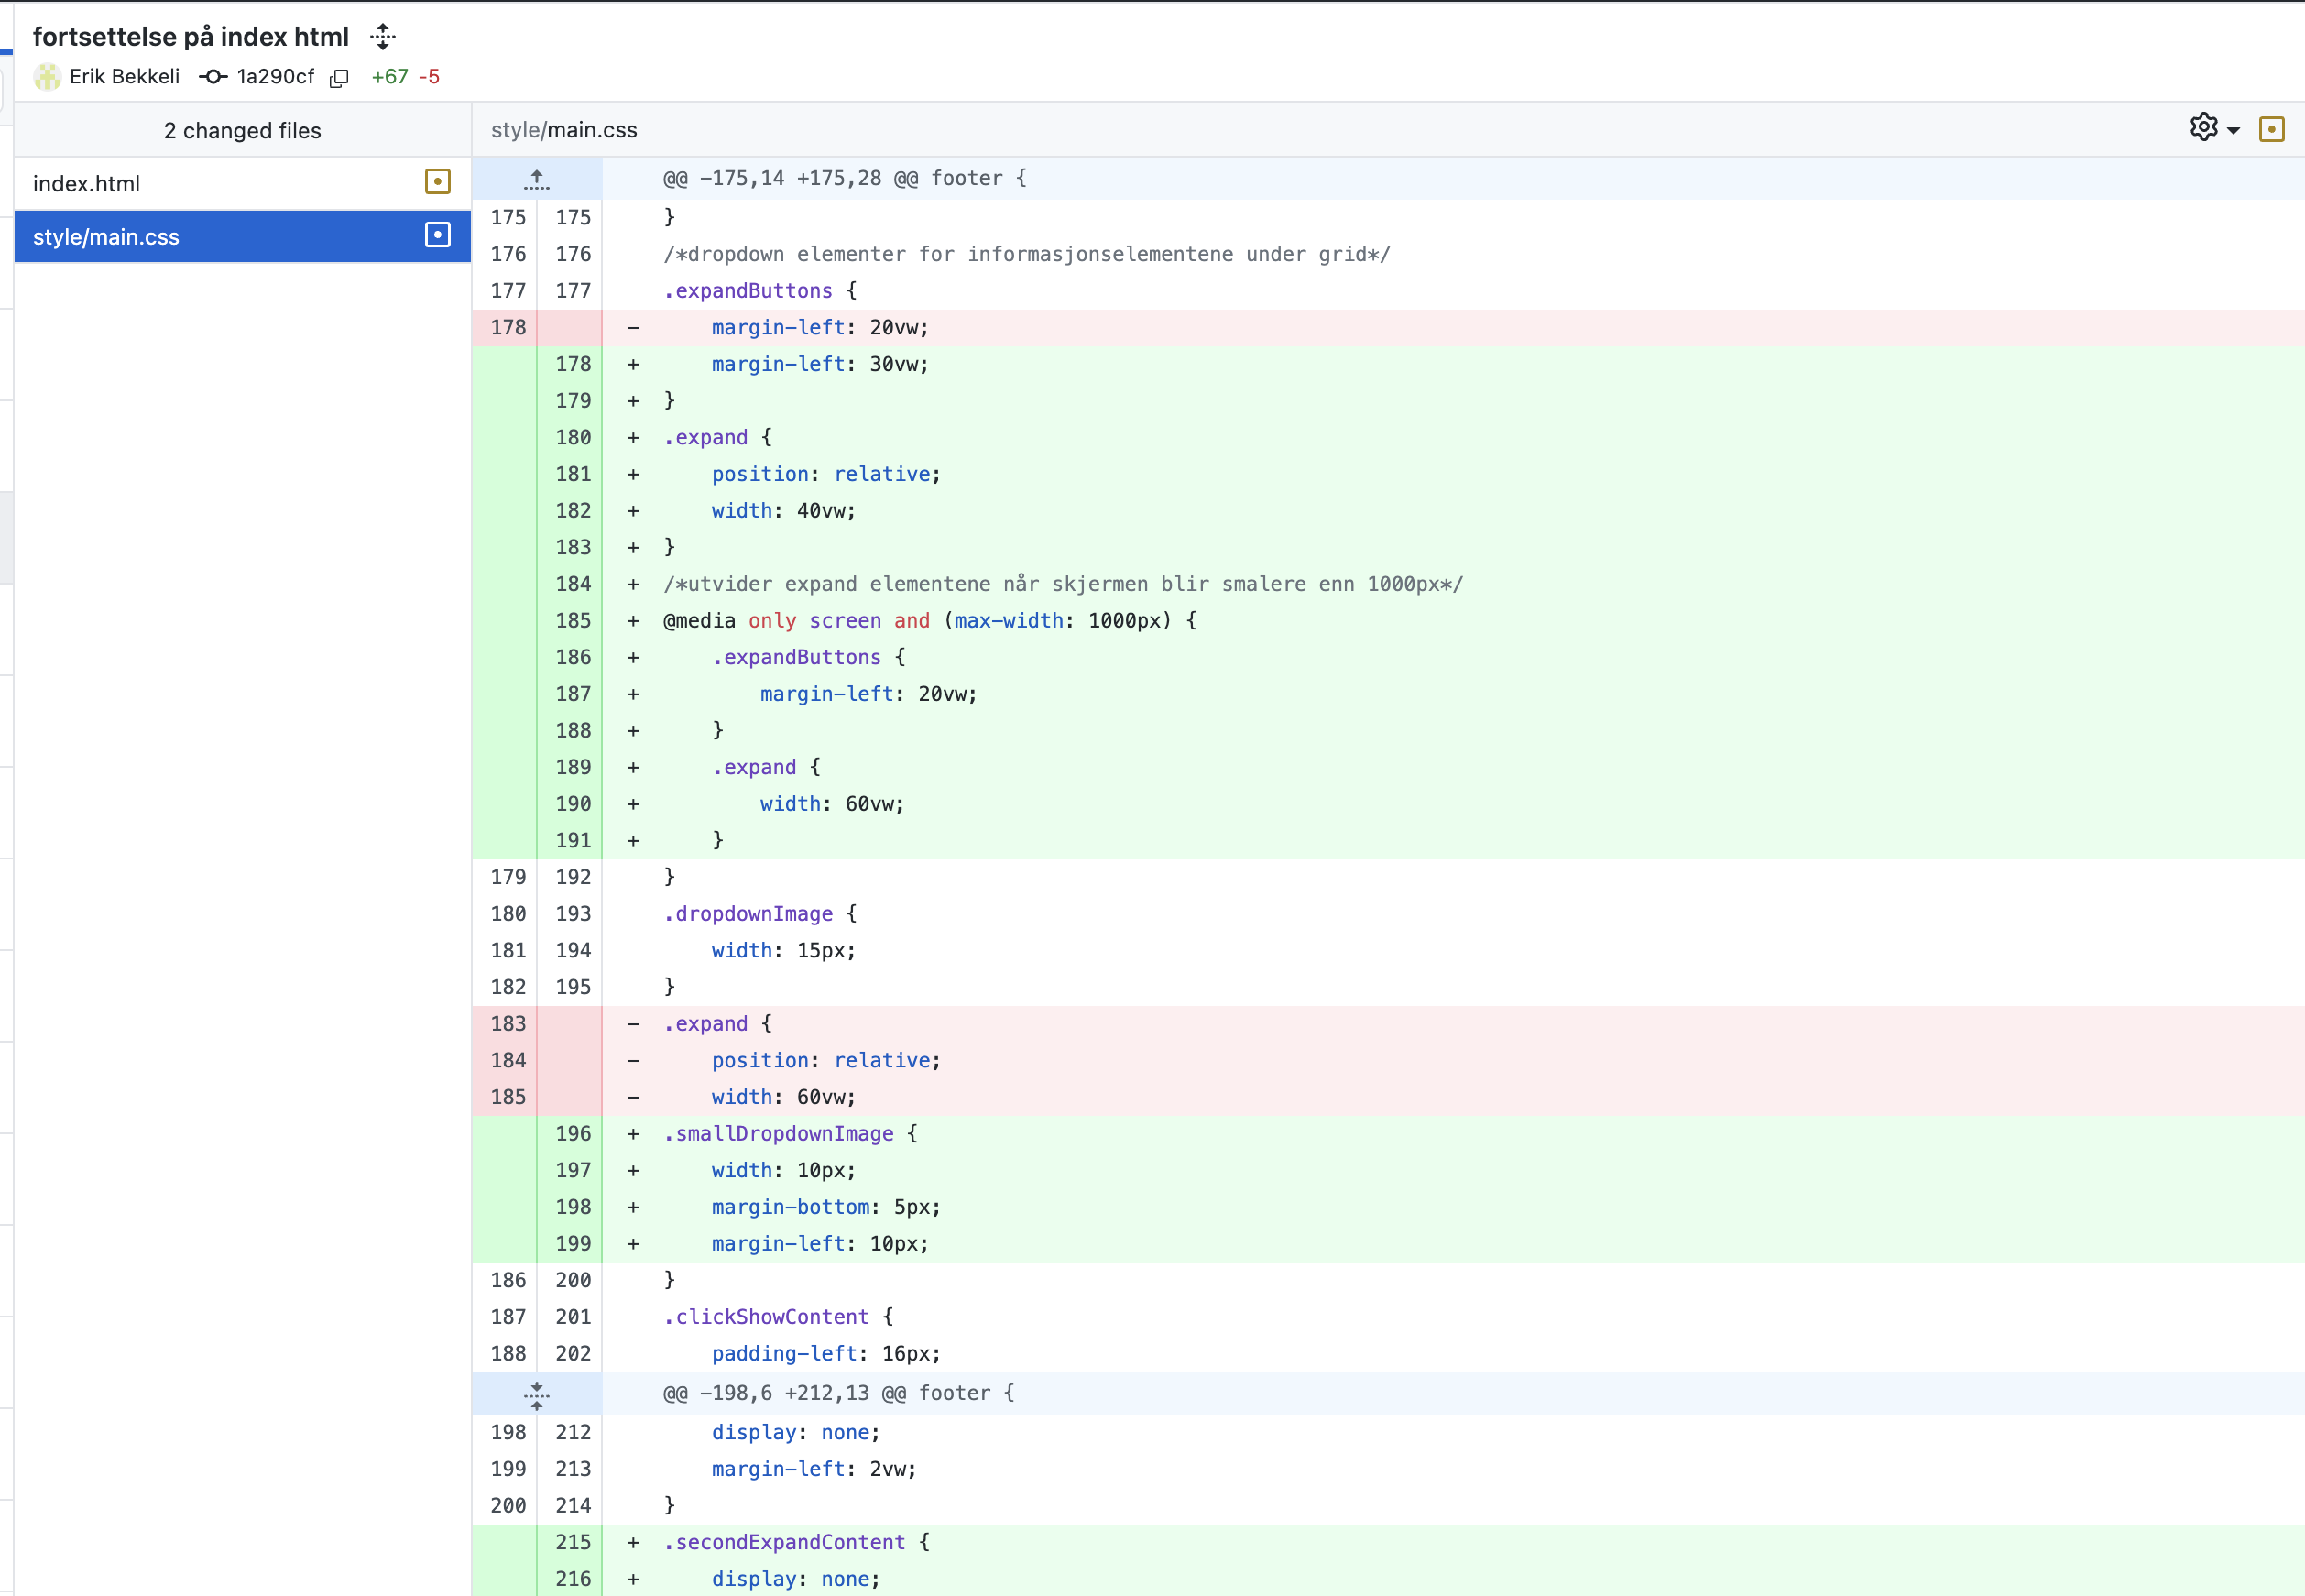 fortsettelse på index html
Erik Bekkeli 1a290cf +67 -5
2 changed files
style/main.css
index.html
style/main.css
@@ -175,14 +175,28 @@ footer {
175 175 }
176 176 /*dropdown elementer for informasjonselementene under grid*/
177 177 .expandButtons {
178 - margin-left: 20vw;
178 + margin-left: 30vw;
179 + }
180 + .expand {
181 + position: relative;
182 + width: 40vw;
183 + }
184 + /*utvider expand elementene når skjermen blir smalere enn 1000px*/
185 + @media only screen and (max-width: 1000px) {
186 + .expandButtons {
187 + margin-left: 20vw;
188 + }
189 + .expand {
190 + width: 60vw;
191 + }
179 192 }
180 193 .dropdownImage {
181 194 width: 15px;
182 195 }
183 - .expand {
184 - position: relative;
185 - width: 60vw;
196 + .smallDropdownImage {
197 + width: 10px;
198 + margin-bottom: 5px;
199 + margin-left: 10px;
186 200 }
187 201 .clickShowContent {
188 202 padding-left: 16px;
@@ -198,6 +212,13 @@ footer {
198 212 display: none;
199 213 margin-left: 2vw;
200 214 }
215 + .secondExpandContent {
216 + display: none;